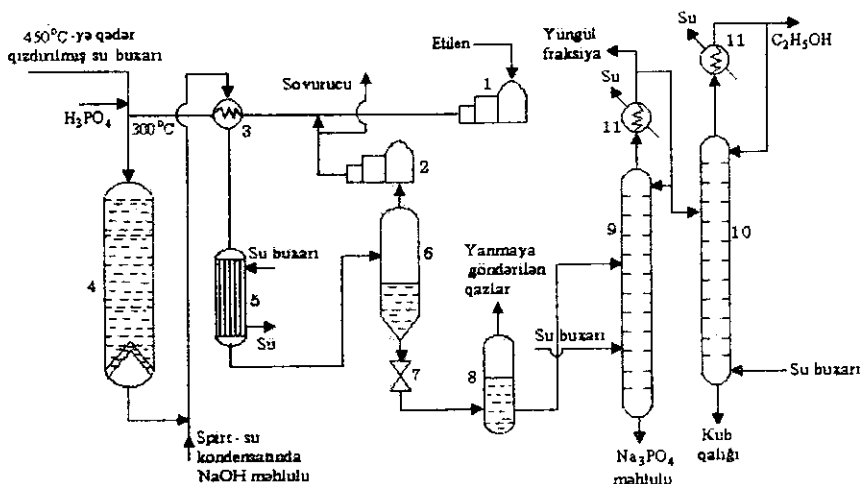 450°C-yə qədər
qızdırılmış su buxarı
H₃PO₄
300°C
3
4
Sovurucu
Etilen
1
2
Su buxarı
5
Sü
6
7
Spirt - su
kondensatında
NaOH məhlulu
Yanmaya
göndərilən
qazlar
8
Su buxarı
Yüngül
fraksiya
Su
11
9
Na₃PO₄
məhlulu
Su
11
C₂H₅OH
10
Su buxarı
Kub
qalığı